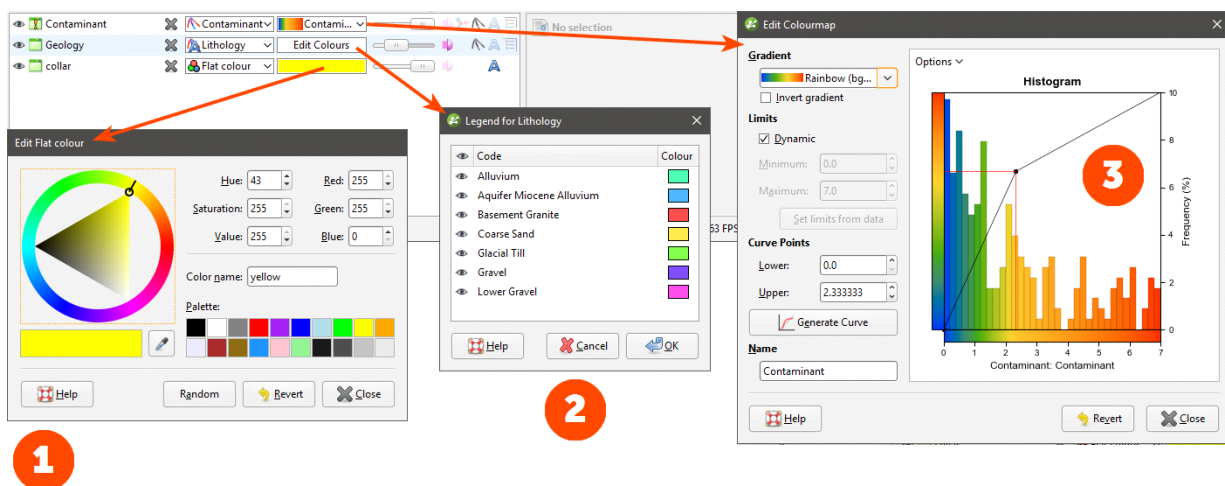 Contaminant Contaminant Contami...
Geology Lithology Edit Colours
collar Flat colour
No selection
63 FPS
Edit Flat colour
Hue: 43 Red: 255
Saturation: 255 Green: 255
Value: 255 Blue: 0
Color name: yellow
Palette:
Help Random Revert Close
1
Legend for Lithology
Code Colour
Alluvium
Aquifer Miocene Alluvium
Basement Granite
Coarse Sand
Glacial Till
Gravel
Lower Gravel
Help Cancel OK
2
Edit Colourmap
Gradient
Rainbow (bg...
Invert gradient
Limits
Dynamic
Minimum: 0.0
Maximum: 7.0
Set limits from data
Curve Points
Lower: 0.0
Upper: 2.333333
Generate Curve
Name
Contaminant
Options
Histogram
3
10
8
6
4
2
0
Frequency (%)
0 1 2 3 4 5 6 7
Contaminant: Contaminant
Help Revert Close